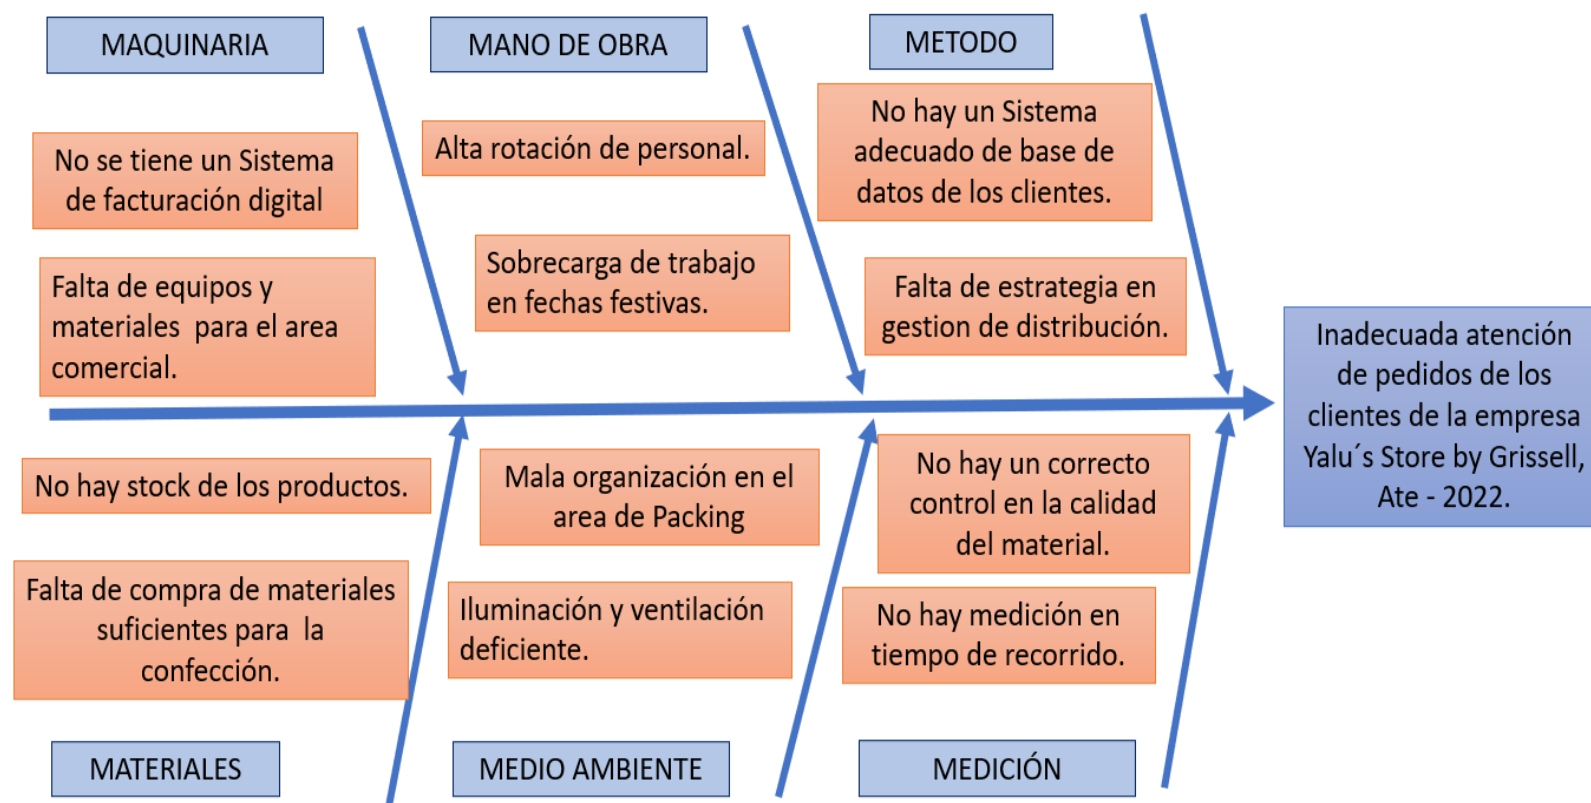 MAQUINARIA
MANO DE OBRA
METODO
No se tiene un Sistema
de facturación digital
Falta de equipos y
materiales para el area
comercial.
Alta rotación de personal.
Sobrecarga de trabajo
en fechas festivas.
No hay un Sistema
adecuado de base de
datos de los clientes.
Falta de estrategia en
gestion de distribución.
Inadecuada atención
de pedidos de los
clientes de la empresa
Yalu´s Store by Grissell,
Ate - 2022.
No hay stock de los productos.
Falta de compra de materiales
suficientes para la
confección.
Mala organización en el
area de Packing
Iluminación y ventilación
deficiente.
No hay un correcto
control en la calidad
del material.
No hay medición en
tiempo de recorrido.
MATERIALES
MEDIO AMBIENTE
MEDICIÓN